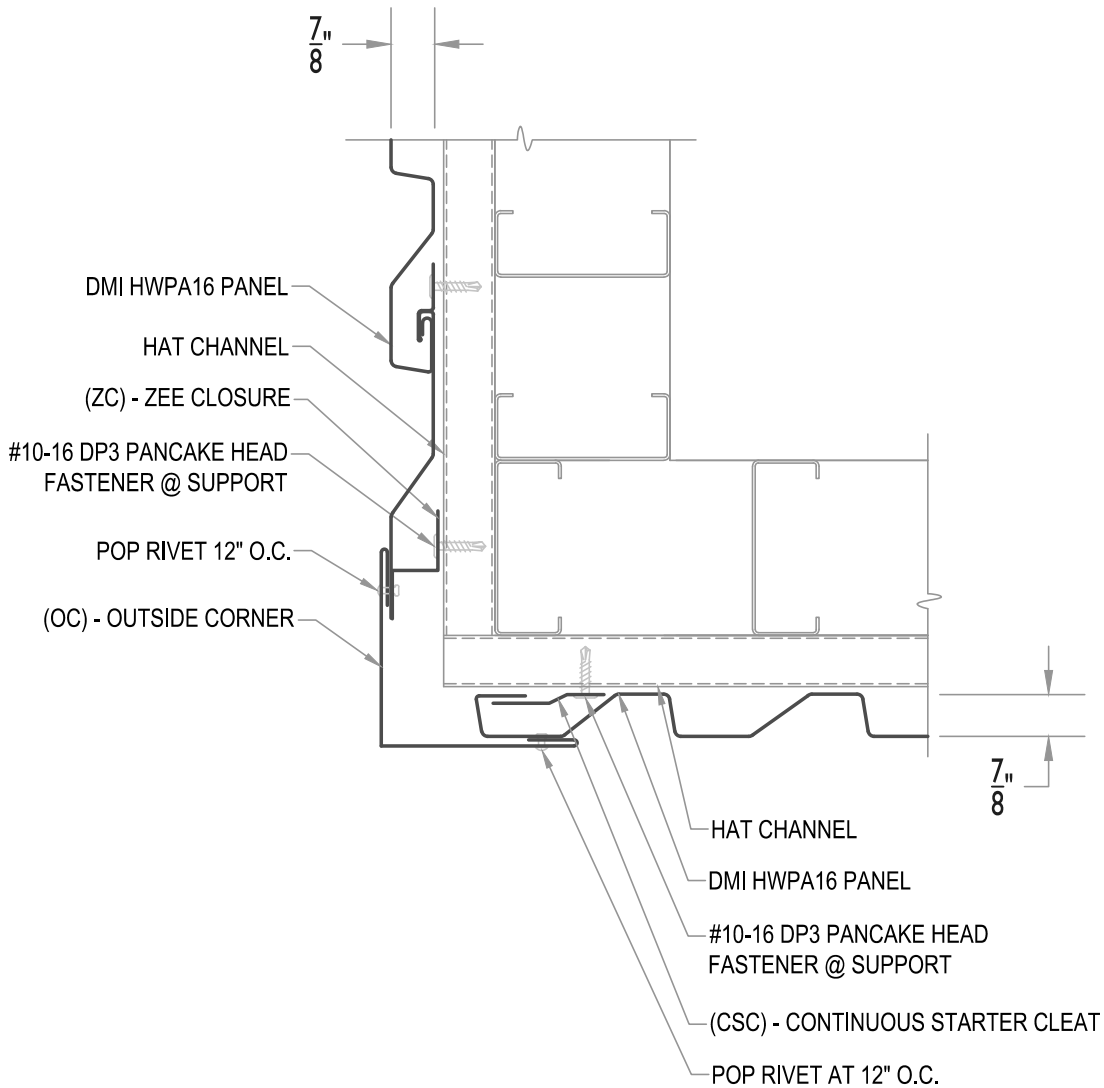 7/8"
DMI HWPA16 PANEL
HAT CHANNEL
(ZC) - ZEE CLOSURE
#10-16 DP3 PANCAKE HEAD
FASTENER @ SUPPORT
POP RIVET 12" O.C.
(OC) - OUTSIDE CORNER
7/8"
HAT CHANNEL
DMI HWPA16 PANEL
#10-16 DP3 PANCAKE HEAD
FASTENER @ SUPPORT
(CSC) - CONTINUOUS STARTER CLEAT
POP RIVET AT 12" O.C.